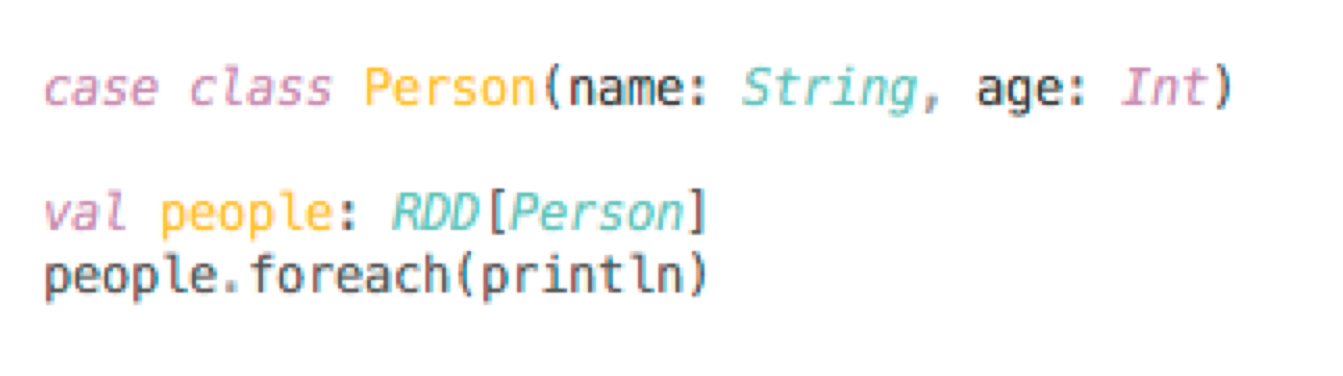 case class Person(name: String, age: Int)
val people: RDD[Person]
people.foreach(println)